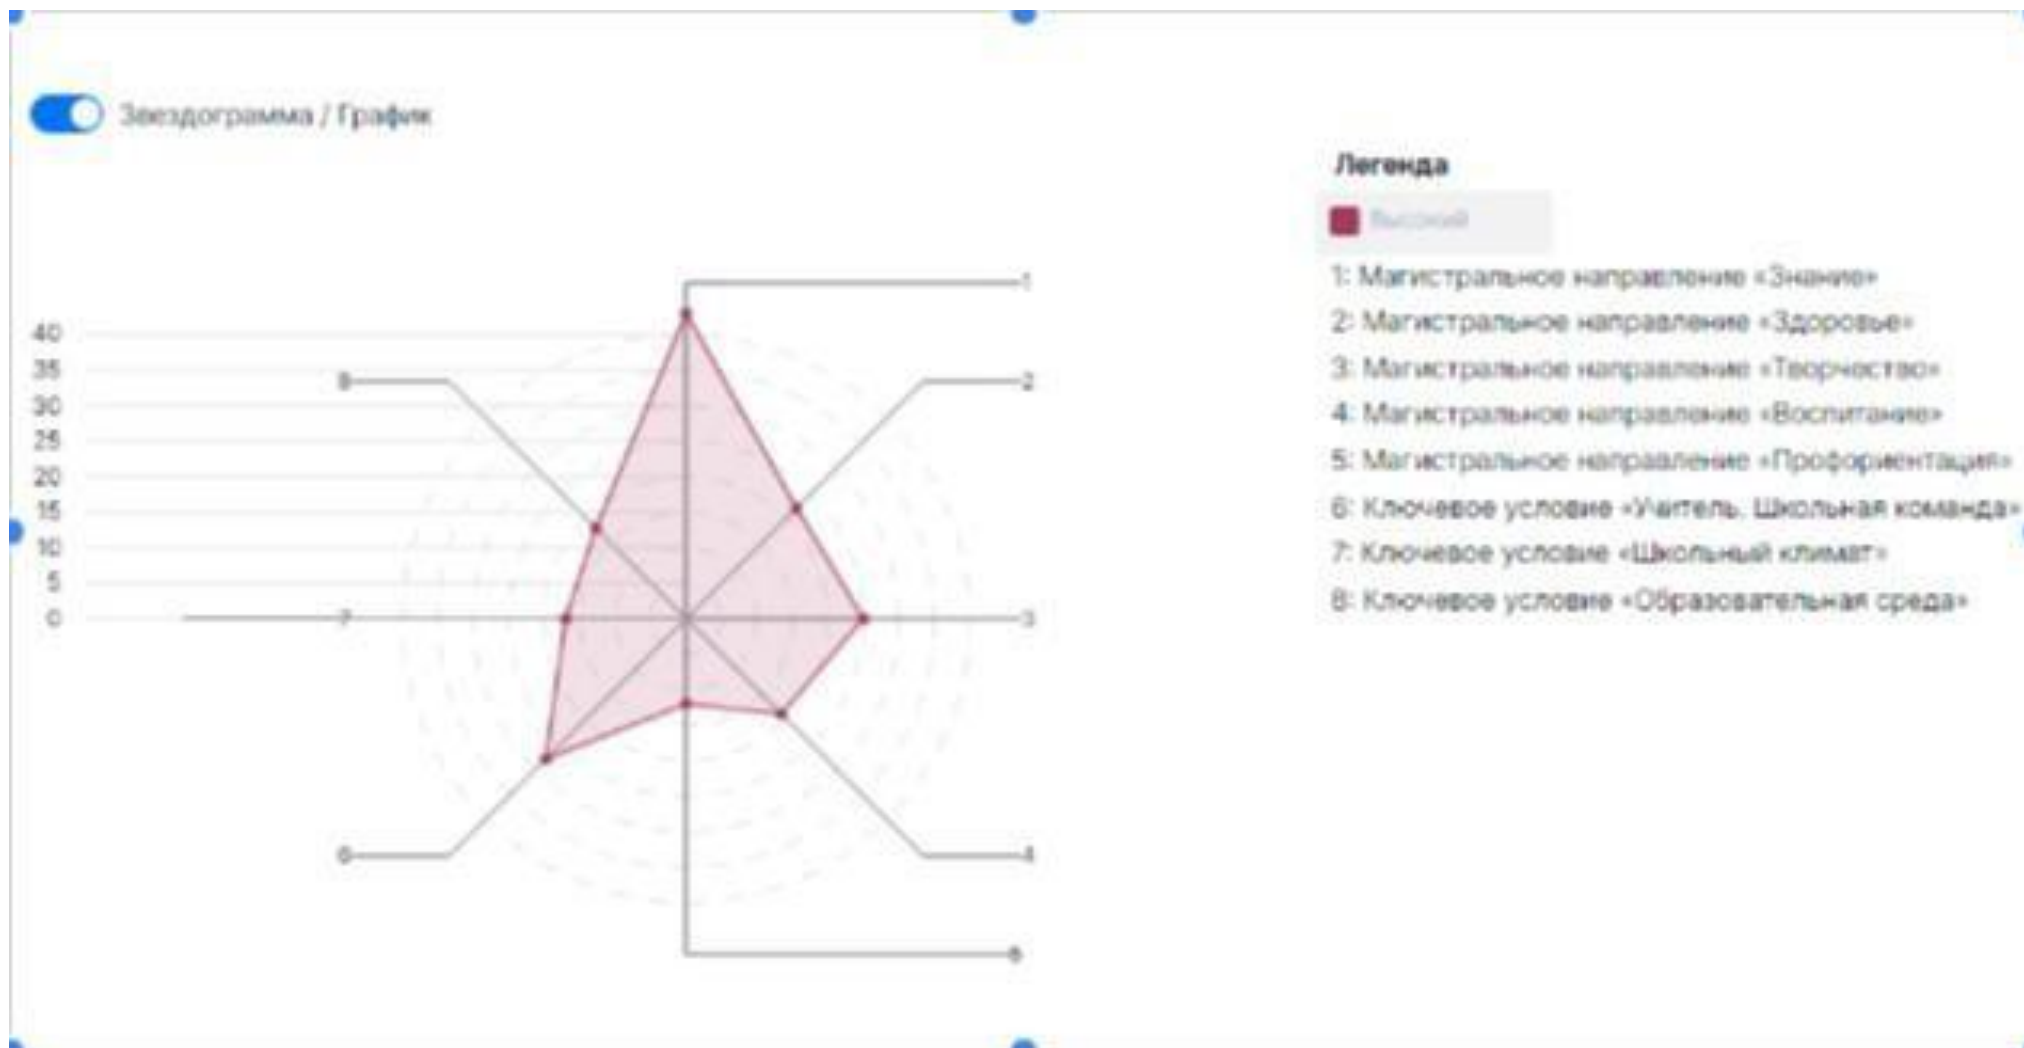 Звездограмма / График
Легенда
Высокий
1: Магистральное направление «Знание»
2: Магистральное направление «Здоровье»
3: Магистральное направление «Творчество»
4: Магистральное направление «Воспитание»
5: Магистральное направление «Профориентация»
6: Ключевое условие «Учитель. Школьная команда»
7: Ключевое условие «Школьный климат»
8: Ключевое условие «Образовательная среда»
40
35
30
25
20
15
10
5
0
1
2
3
4
5
6
7
8